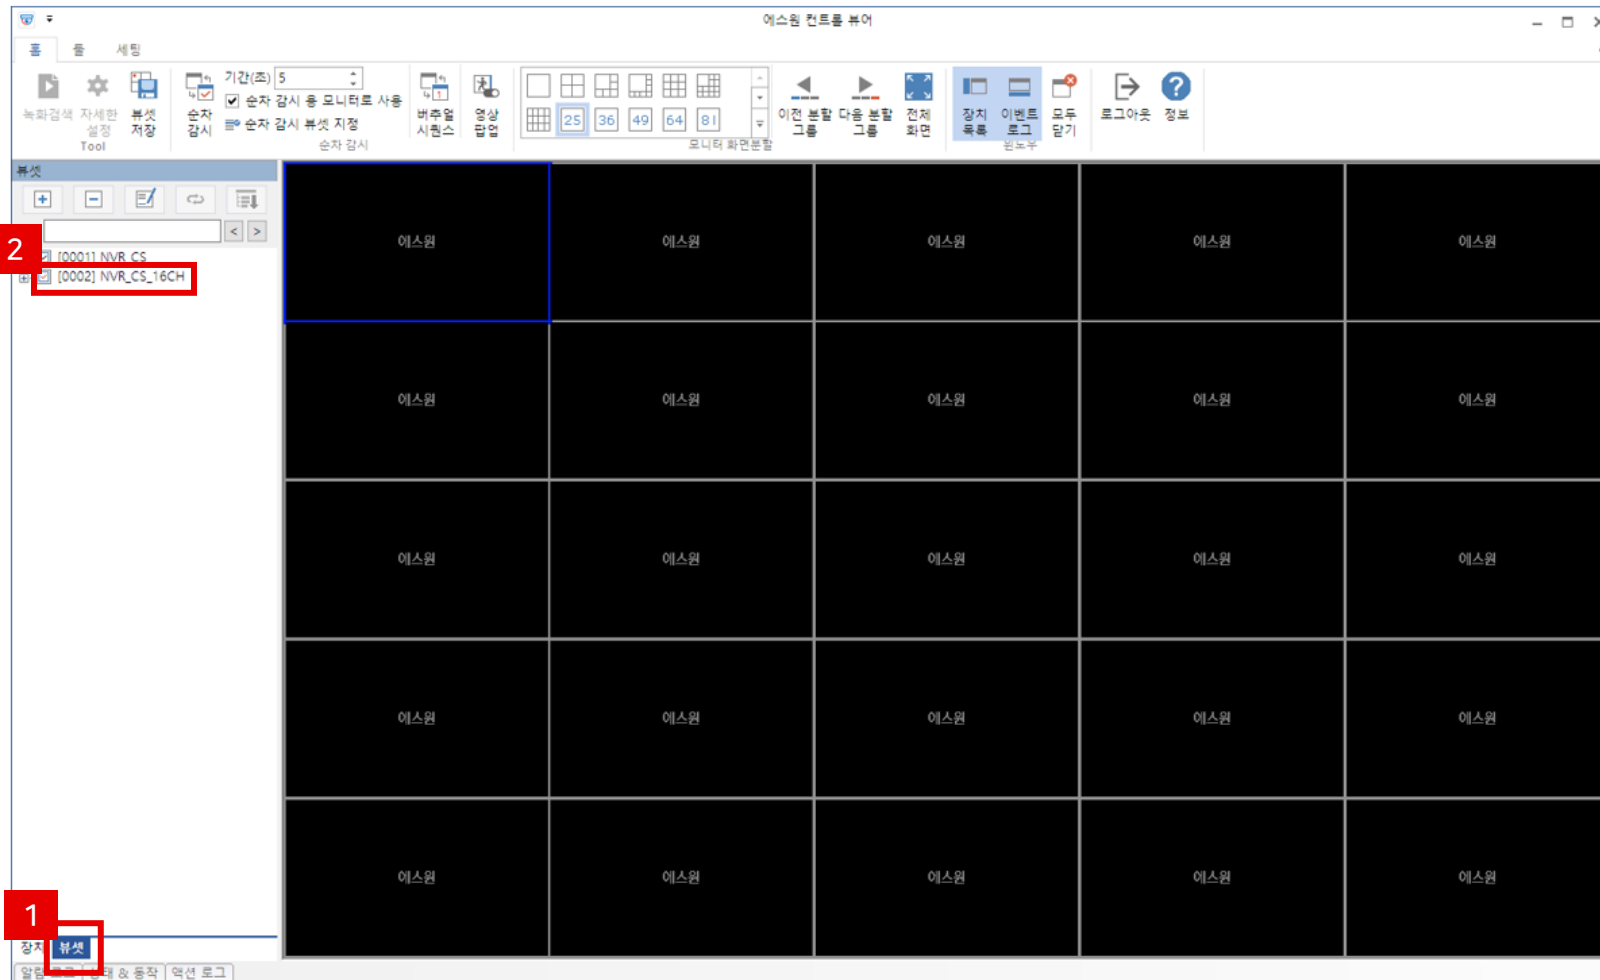 에스원 컨트롤 뷰어
홈 툴 세팅
녹화검색 자세한 설정 뷰셋 저장
Tool
순차 감시
기간(초) 5
순차 감시 용 모니터로 사용
순차 감시 뷰셋 지정
순차 감시
버추얼 시퀀스
영상 팝업
25 36 49 64 81
모니터 화면분할
이전 분할 그룹 다음 분할 그룹 전체 화면
장치 목록 이벤트 로그 모두 닫기
윈도우
로그아웃 정보
뷰셋
< >
2
[0001] NVR_CS
[0002] NVR_CS_16CH
에스원 에스원 에스원 에스원 에스원
에스원 에스원 에스원 에스원 에스원
에스원 에스원 에스원 에스원 에스원
에스원 에스원 에스원 에스원 에스원
에스원 에스원 에스원 에스원 에스원
1
장치 뷰셋
알람 로그 상태 & 동작 액션 로그